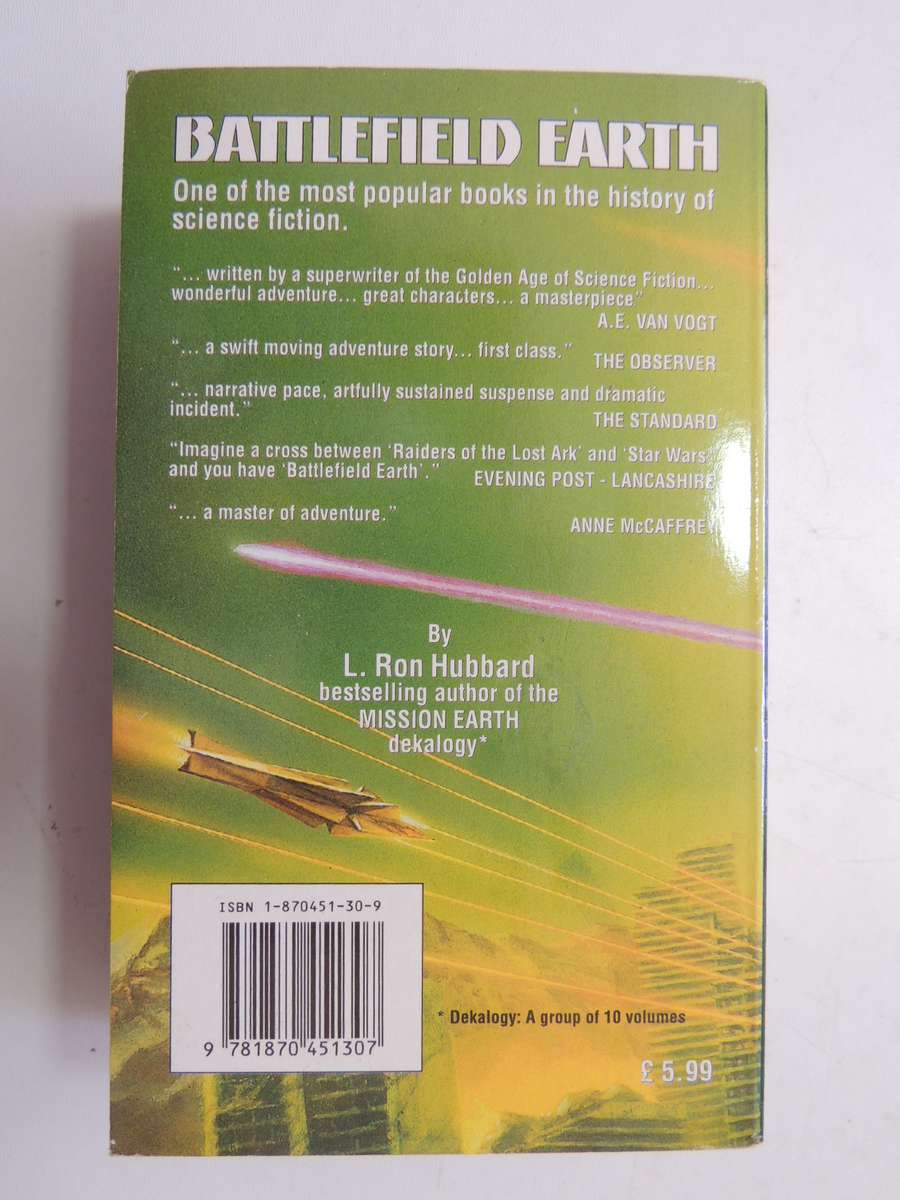 BATTLEFIELD EARTH
One of the most popular books in the history of
science fiction.
“... written by a superwriter of the Golden Age of Science Fiction...
wonderful adventure... great characters... a masterpiece”
A.E. VAN VOGT
“... a swift moving adventure story... first class.”
THE OBSERVER
“... narrative pace, artfully sustained suspense and dramatic
incident.”
THE STANDARD
“Imagine a cross between ‘Raiders of the Lost Ark’ and ‘Star Wars’
and you have ‘Battlefield Earth’.”
EVENING POST - LANCASHIRE
“... a master of adventure.”
ANNE McCAFFREY
By
L. Ron Hubbard
bestselling author of the
MISSION EARTH
dekalogy*
ISBN 1-870451-30-9
9 781870 451307
* Dekalogy: A group of 10 volumes
£ 5.99